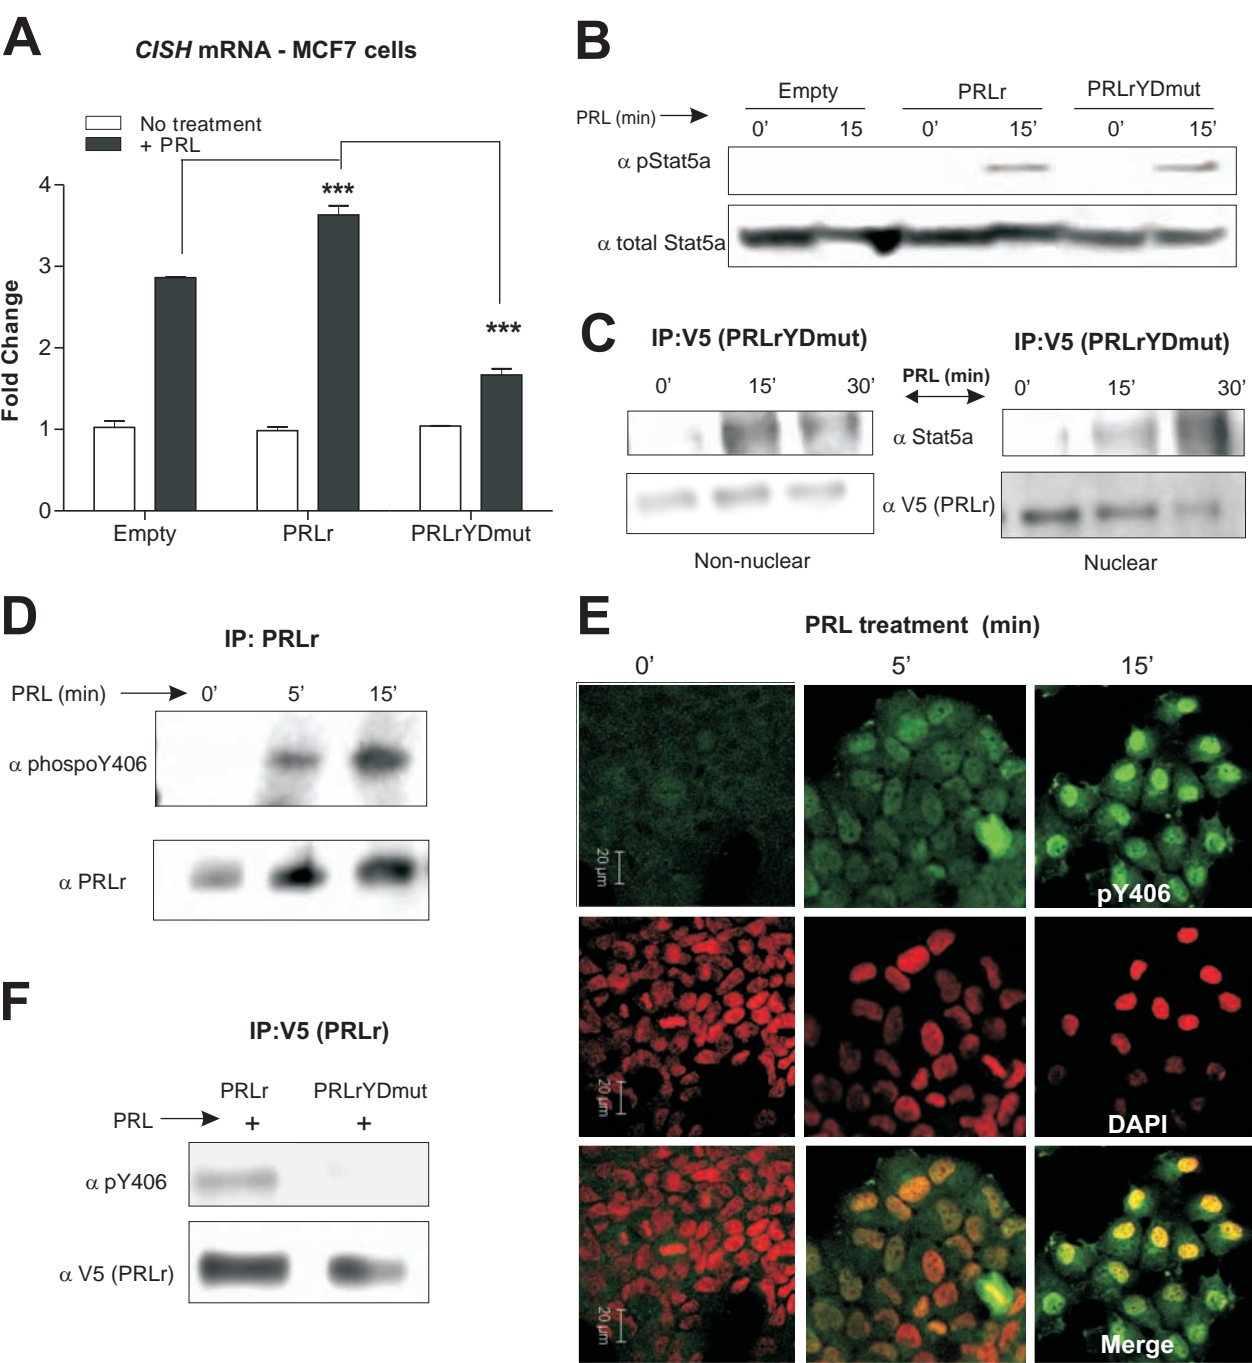 A
CISH mRNA - MCF7 cells
No treatment
+ PRL
Fold Change
4
3
2
1
0
***
***
Empty
PRLr
PRLrYDmut
B
Empty
PRLr
PRLrYDmut
PRL (min)
0’ 15 0’ 15’ 0’ 15’
α pStat5a
α total Stat5a
C
IP:V5 (PRLrYDmut)
IP:V5 (PRLrYDmut)
0’ 15’ 30’
PRL (min)
0’ 15’ 30’
α Stat5a
α V5 (PRLr)
Non-nuclear
Nuclear
D
IP: PRLr
PRL (min)
0’ 5’ 15’
α phospoY406
α PRLr
E
PRL treatment (min)
0’ 5’ 15’
20 µm
pY406
20 µm
DAPI
20 µm
Merge
F
IP:V5 (PRLr)
PRLr PRLrYDmut
PRL
+ +
α pY406
α V5 (PRLr)